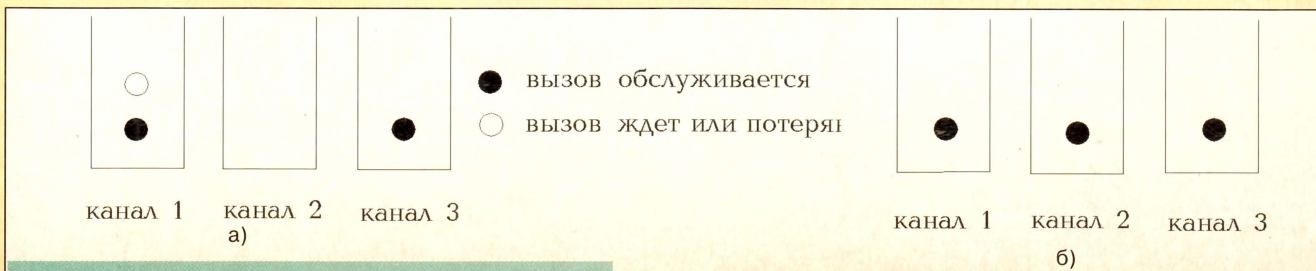 вызов обслуживается
вызов ждет или потерян
канал 1 канал 2 канал 3
а)
канал 1 канал 2 канал 3
б)